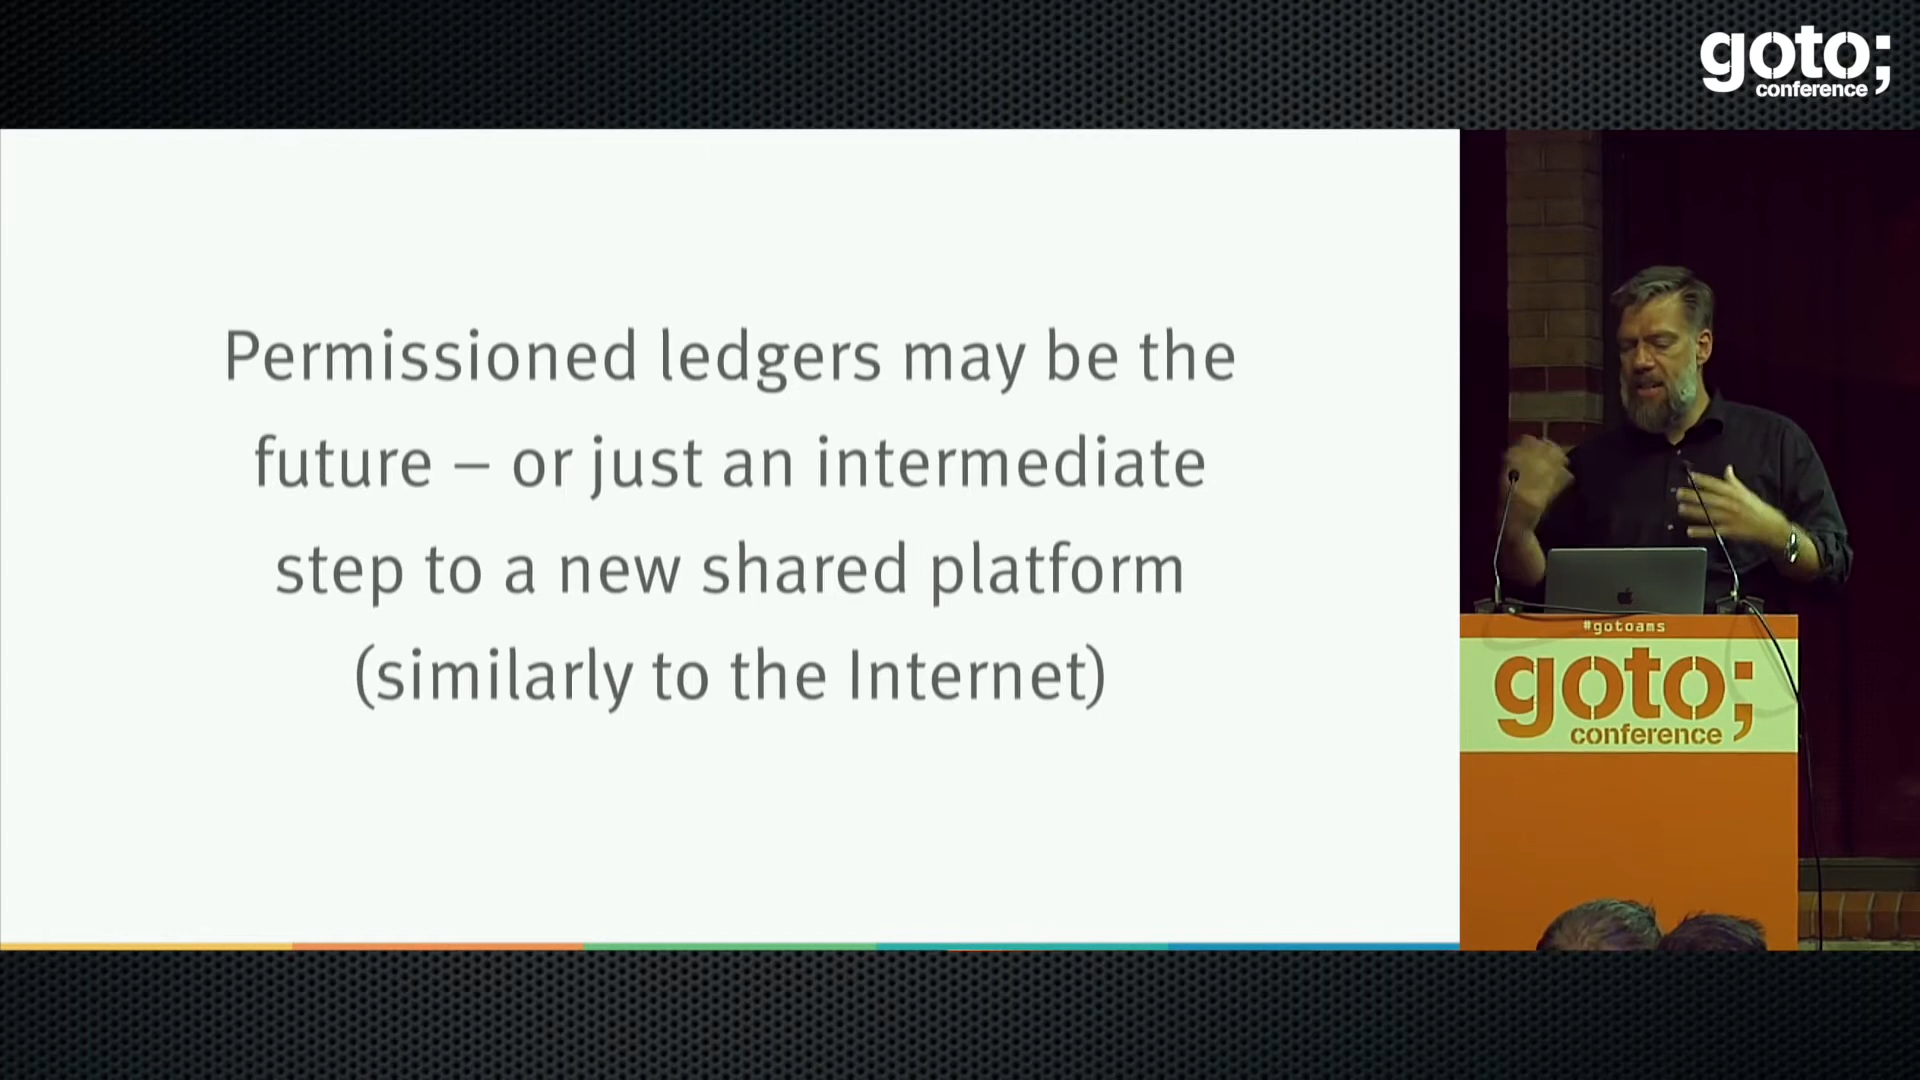 goto;
conference
Permissioned ledgers may be the
future – or just an intermediate
step to a new shared platform
(similarly to the Internet)
#gotoams
goto;
conference